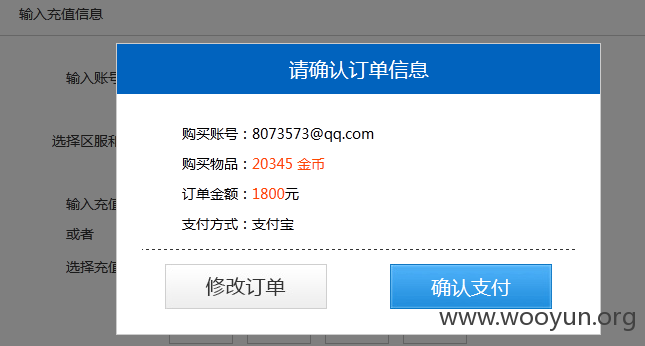 输入充值信息
请确认订单信息
输入账号
购买账号：8073573@qq.com
选择区服和
购买物品：20345 金币
订单金额：1800元
输入充值
支付方式：支付宝
或者
选择充值
修改订单
确认支付
www.wooyun.org